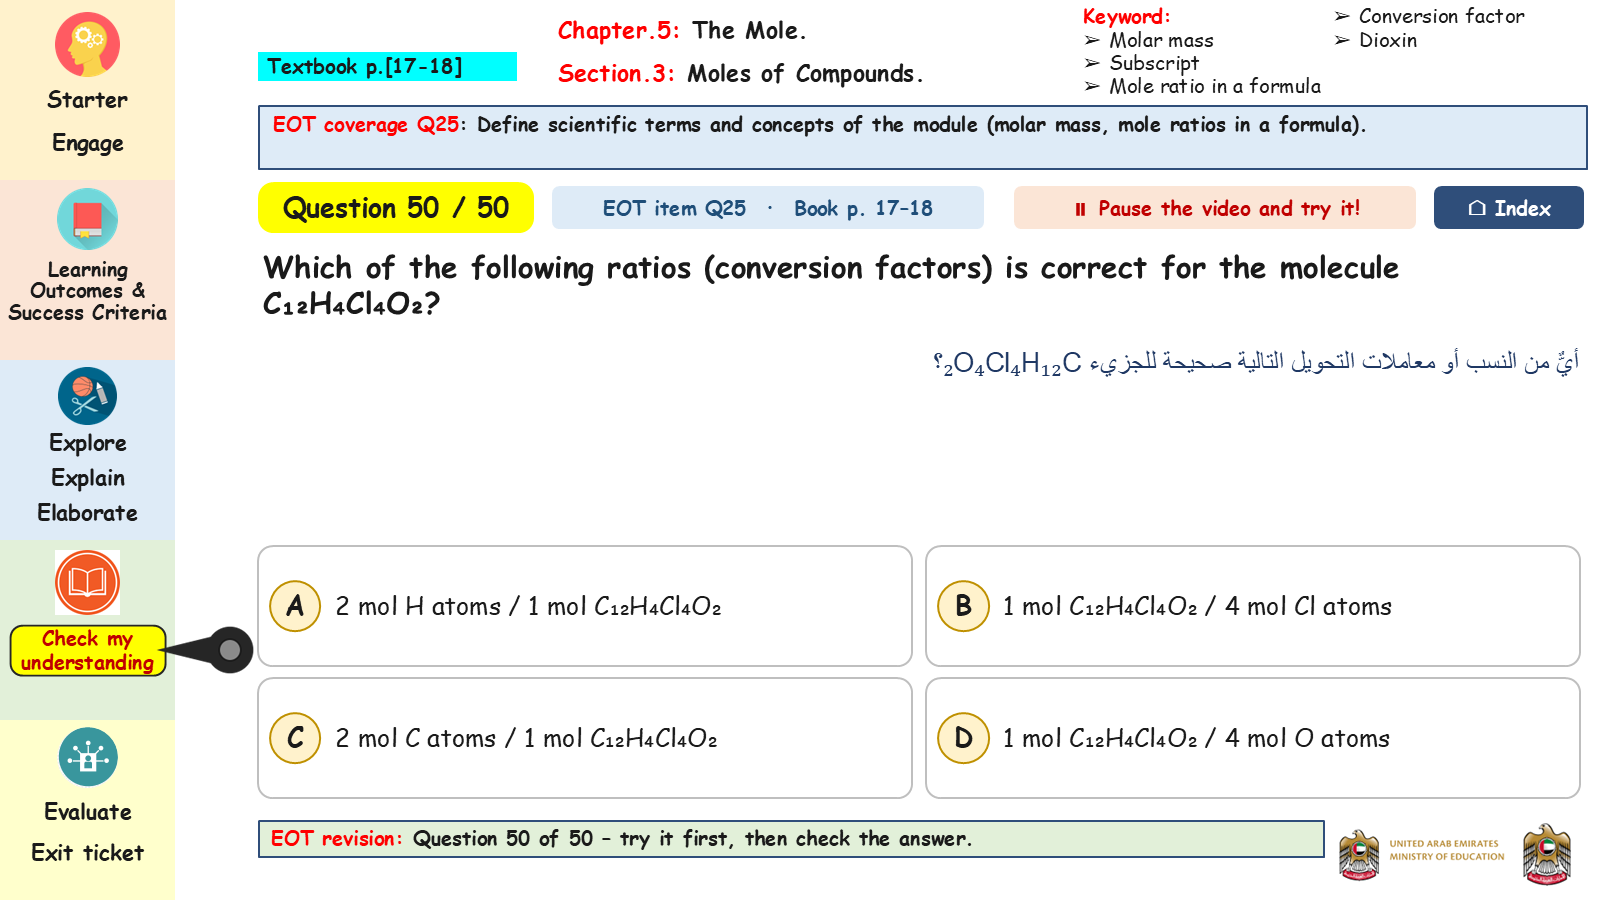 Starter
Engage
Learning
Outcomes &
Success Criteria
Explore
Explain
Elaborate
Check my
understanding
Evaluate
Exit ticket
Textbook p.[17-18]
Chapter.5: The Mole.
Section.3: Moles of Compounds.
Keyword:
➢ Molar mass
➢ Subscript
➢ Mole ratio in a formula
➢ Conversion factor
➢ Dioxin
EOT coverage Q25: Define scientific terms and concepts of the module (molar mass, mole ratios in a formula).
Question 50 / 50
EOT item Q25 · Book p. 17–18
⏸ Pause the video and try it!
⌂ Index
Which of the following ratios (conversion factors) is correct for the molecule
C₁₂H₄Cl₄O₂?
أيٌّ من النسب أو معاملات التحويل التالية صحيحة للجزيء C₁₂H₄Cl₄O₂؟
A 2 mol H atoms / 1 mol C₁₂H₄Cl₄O₂
B 1 mol C₁₂H₄Cl₄O₂ / 4 mol Cl atoms
C 2 mol C atoms / 1 mol C₁₂H₄Cl₄O₂
D 1 mol C₁₂H₄Cl₄O₂ / 4 mol O atoms
EOT revision: Question 50 of 50 – try it first, then check the answer.
UNITED ARAB EMIRATES
MINISTRY OF EDUCATION